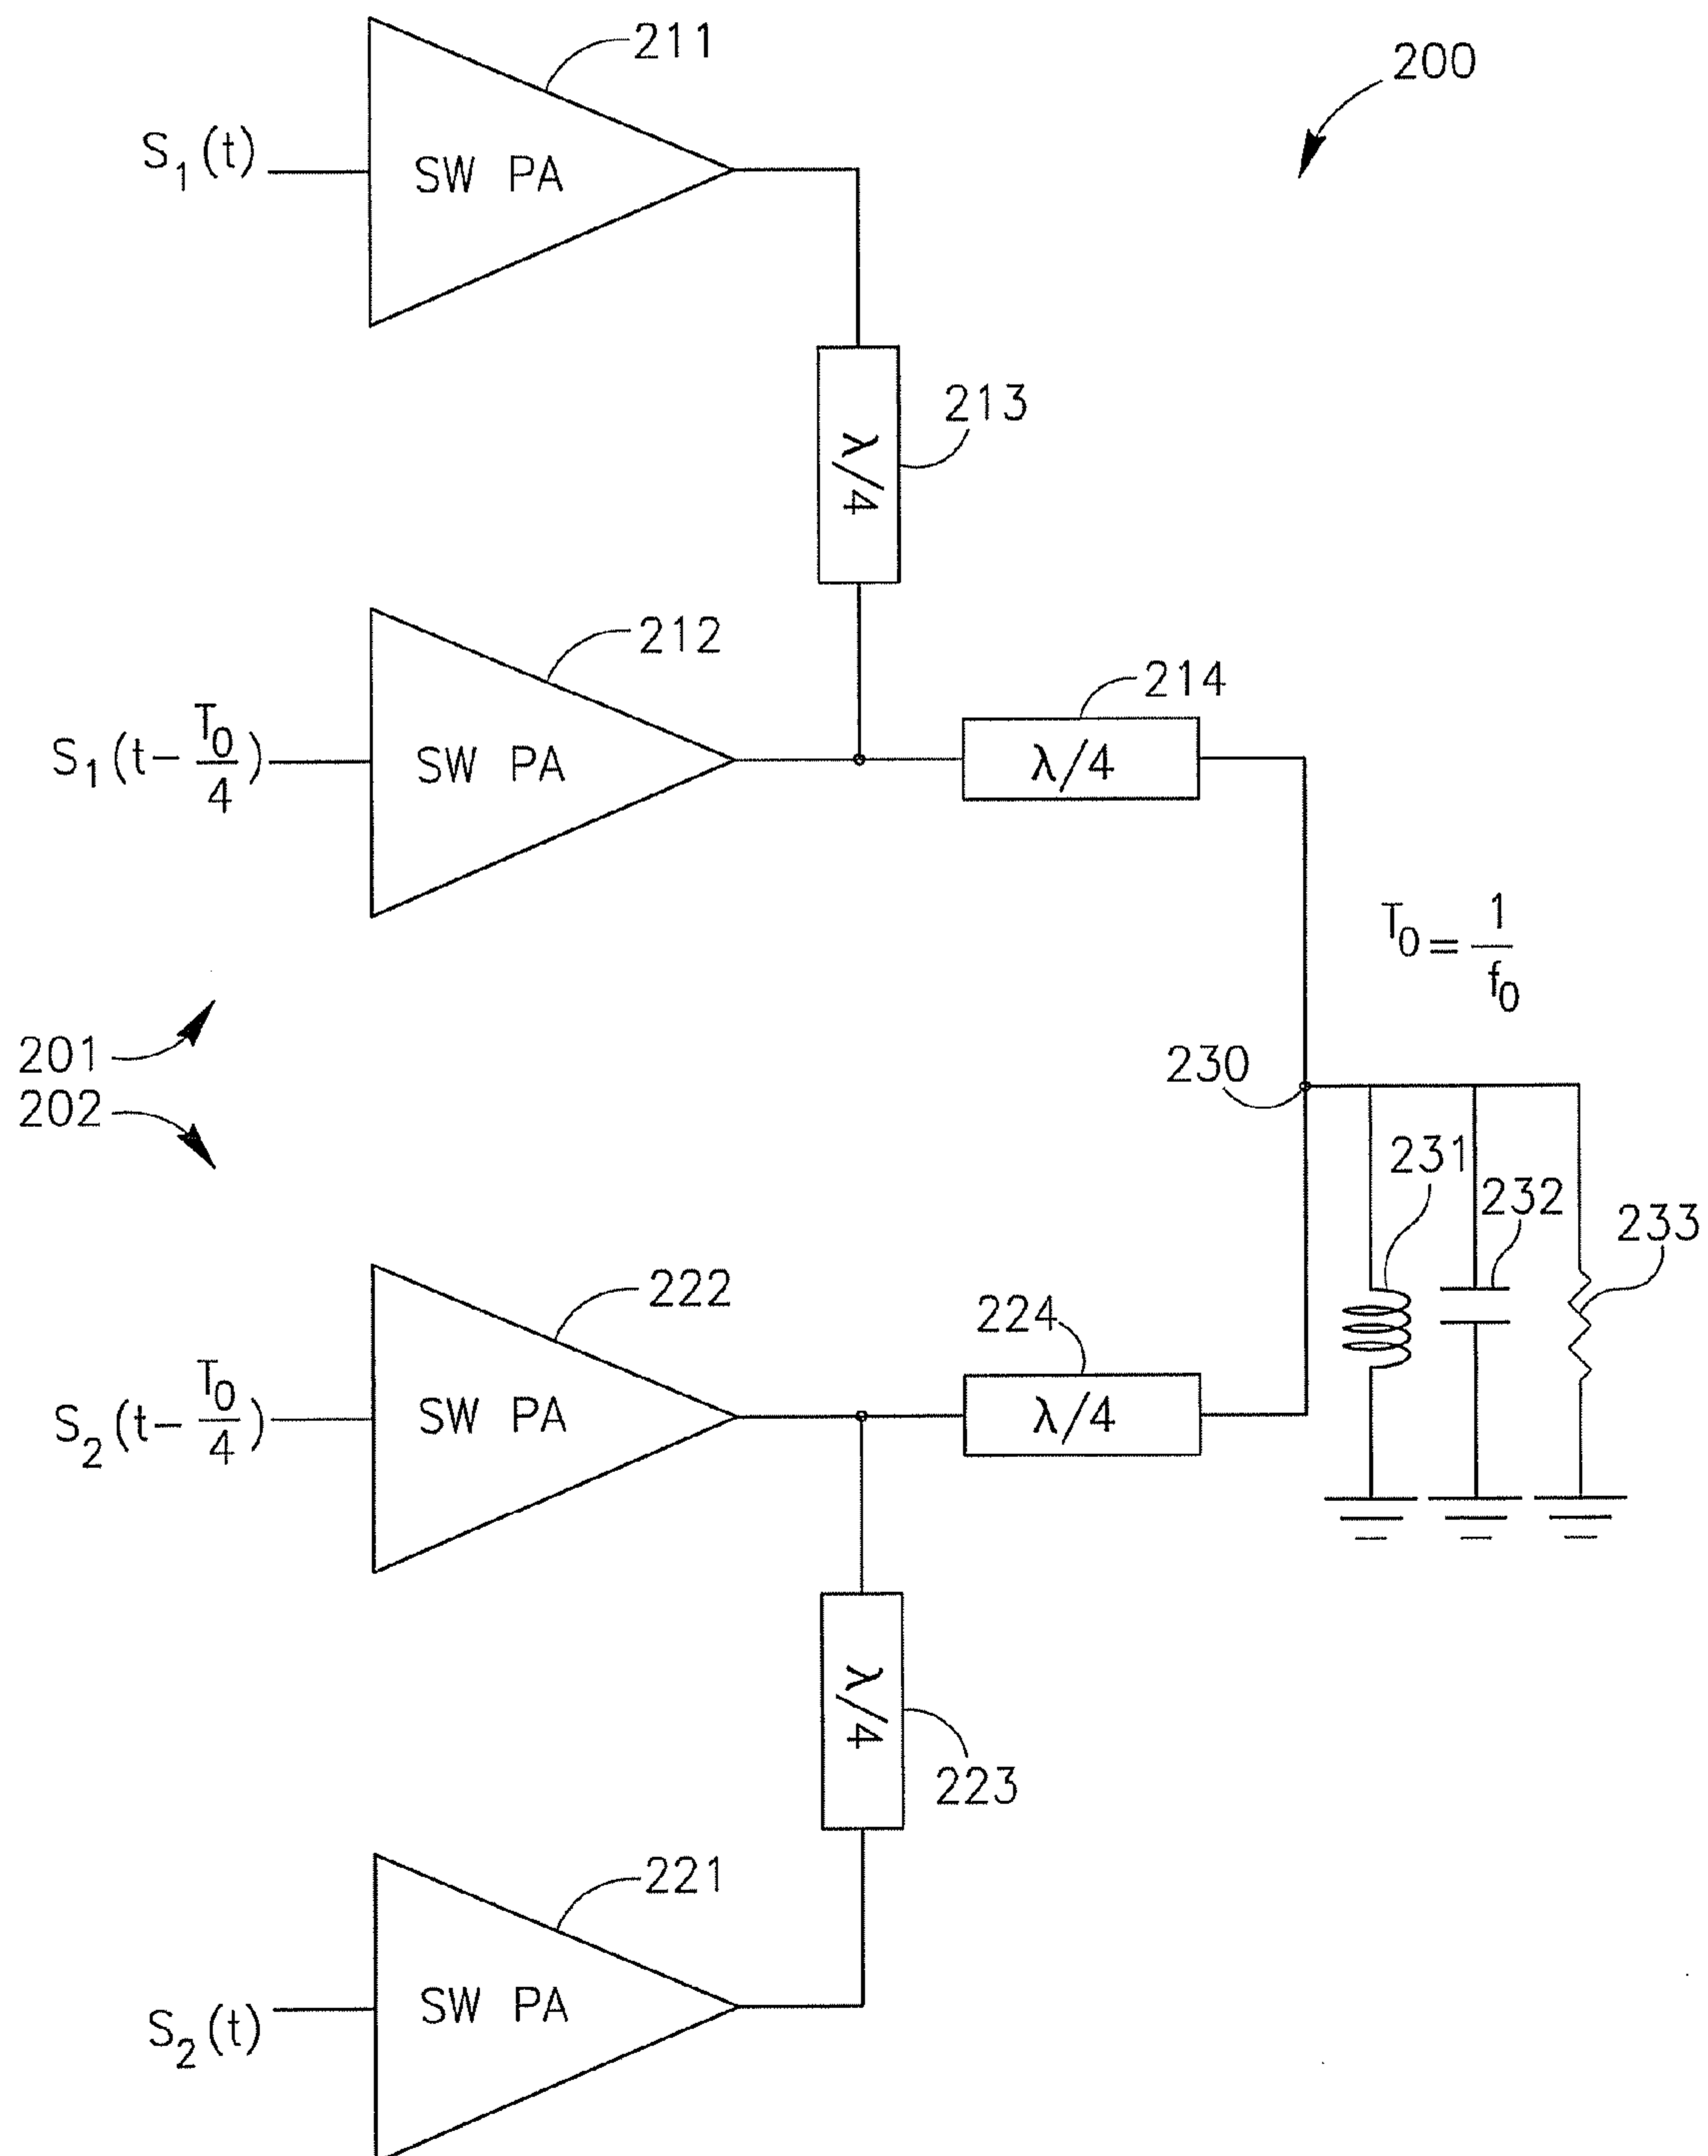 211
200
S₁(t)
SW PA
213
λ/4
212
214
S₁(t− T₀/4)
SW PA
λ/4
T₀ = 1/f₀
201
230
202
231
232
233
222
224
S₂(t− T₀/4)
SW PA
λ/4
λ/4
223
221
SW PA
S₂(t)